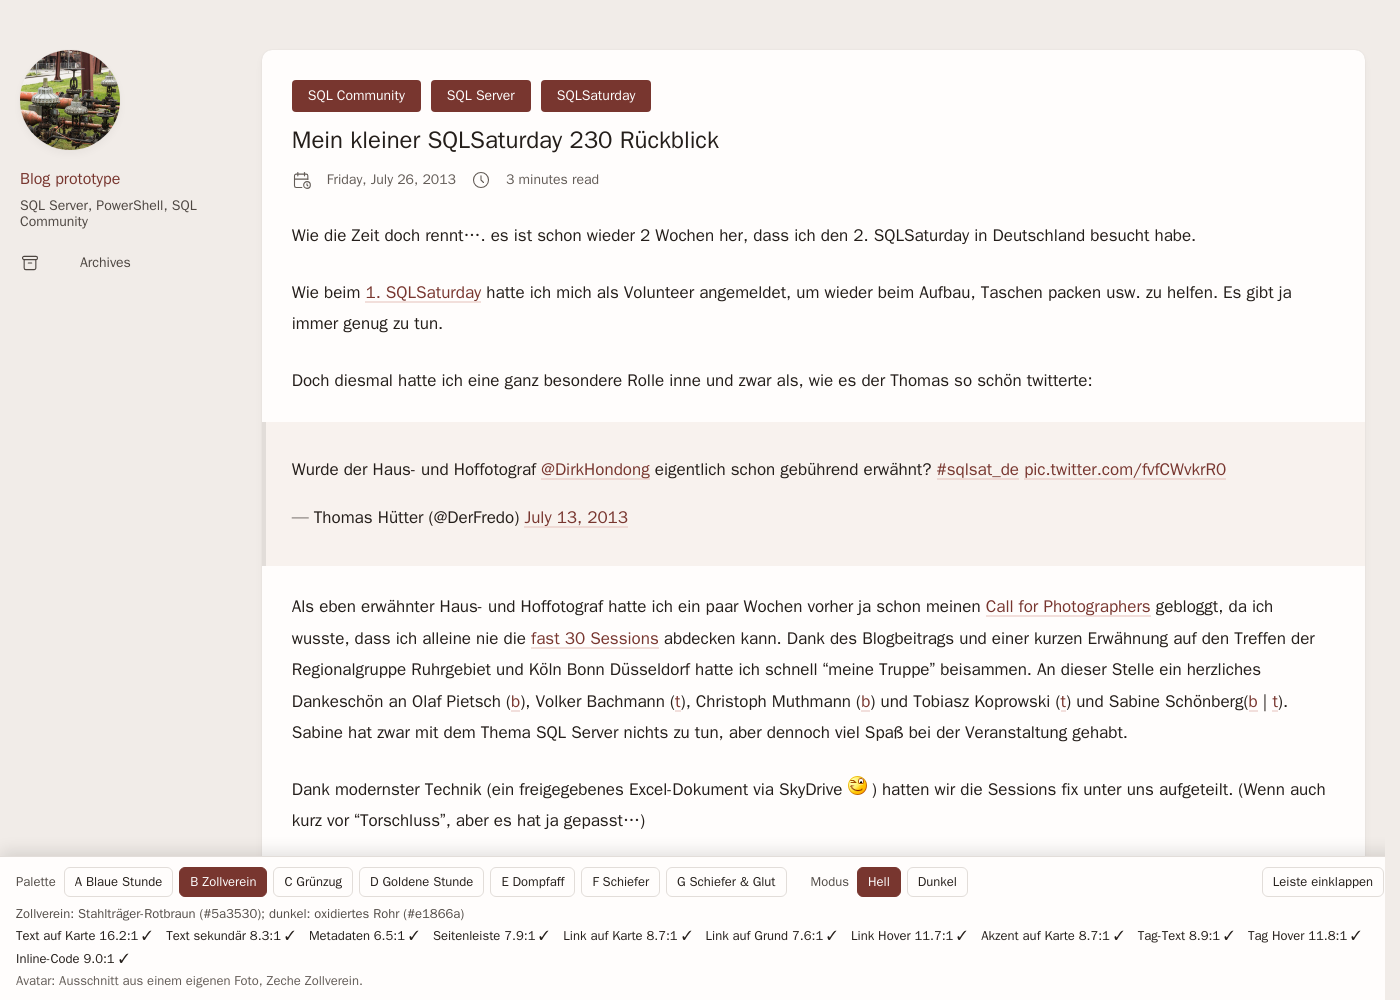 Blog prototype
SQL Server, PowerShell, SQL
Community
Archives
SQL Community
SQL Server
SQLSaturday
Mein kleiner SQLSaturday 230 Rückblick
Friday, July 26, 2013
3 minutes read
Wie die Zeit doch rennt…. es ist schon wieder 2 Wochen her, dass ich den 2. SQLSaturday in Deutschland besucht habe.
Wie beim 1. SQLSaturday hatte ich mich als Volunteer angemeldet, um wieder beim Aufbau, Taschen packen usw. zu helfen. Es gibt ja
immer genug zu tun.
Doch diesmal hatte ich eine ganz besondere Rolle inne und zwar als, wie es der Thomas so schön twitterte:
Wurde der Haus- und Hoffotograf @DirkHondong eigentlich schon gebührend erwähnt? #sqlsat_de pic.twitter.com/fvfCWvkrR0
— Thomas Hütter (@DerFredo) July 13, 2013
Als eben erwähnter Haus- und Hoffotograf hatte ich ein paar Wochen vorher ja schon meinen Call for Photographers gebloggt, da ich
wusste, dass ich alleine nie die fast 30 Sessions abdecken kann. Dank des Blogbeitrags und einer kurzen Erwähnung auf den Treffen der
Regionalgruppe Ruhrgebiet und Köln Bonn Düsseldorf hatte ich schnell “meine Truppe” beisammen. An dieser Stelle ein herzliches
Dankeschön an Olaf Pietsch (b), Volker Bachmann (t), Christoph Muthmann (b) und Tobiasz Koprowski (t) und Sabine Schönberg(b | t).
Sabine hat zwar mit dem Thema SQL Server nichts zu tun, aber dennoch viel Spaß bei der Veranstaltung gehabt.
Dank modernster Technik (ein freigegebenes Excel-Dokument via SkyDrive 😉 ) hatten wir die Sessions fix unter uns aufgeteilt. (Wenn auch
kurz vor “Torschluss”, aber es hat ja gepasst…)
Palette
A Blaue Stunde
B Zollverein
C Grünzug
D Goldene Stunde
E Dompfaff
F Schiefer
G Schiefer & Glut
Modus
Hell
Dunkel
Leiste einklappen
Zollverein: Stahlträger-Rotbraun (#5a3530); dunkel: oxidiertes Rohr (#e1866a)
Text auf Karte 16.2:1 ✓ Text sekundär 8.3:1 ✓ Metadaten 6.5:1 ✓ Seitenleiste 7.9:1 ✓ Link auf Karte 8.7:1 ✓ Link auf Grund 7.6:1 ✓ Link Hover 11.7:1 ✓ Akzent auf Karte 8.7:1 ✓ Tag-Text 8.9:1 ✓ Tag Hover 11.8:1 ✓
Inline-Code 9.0:1 ✓
Avatar: Ausschnitt aus einem eigenen Foto, Zeche Zollverein.